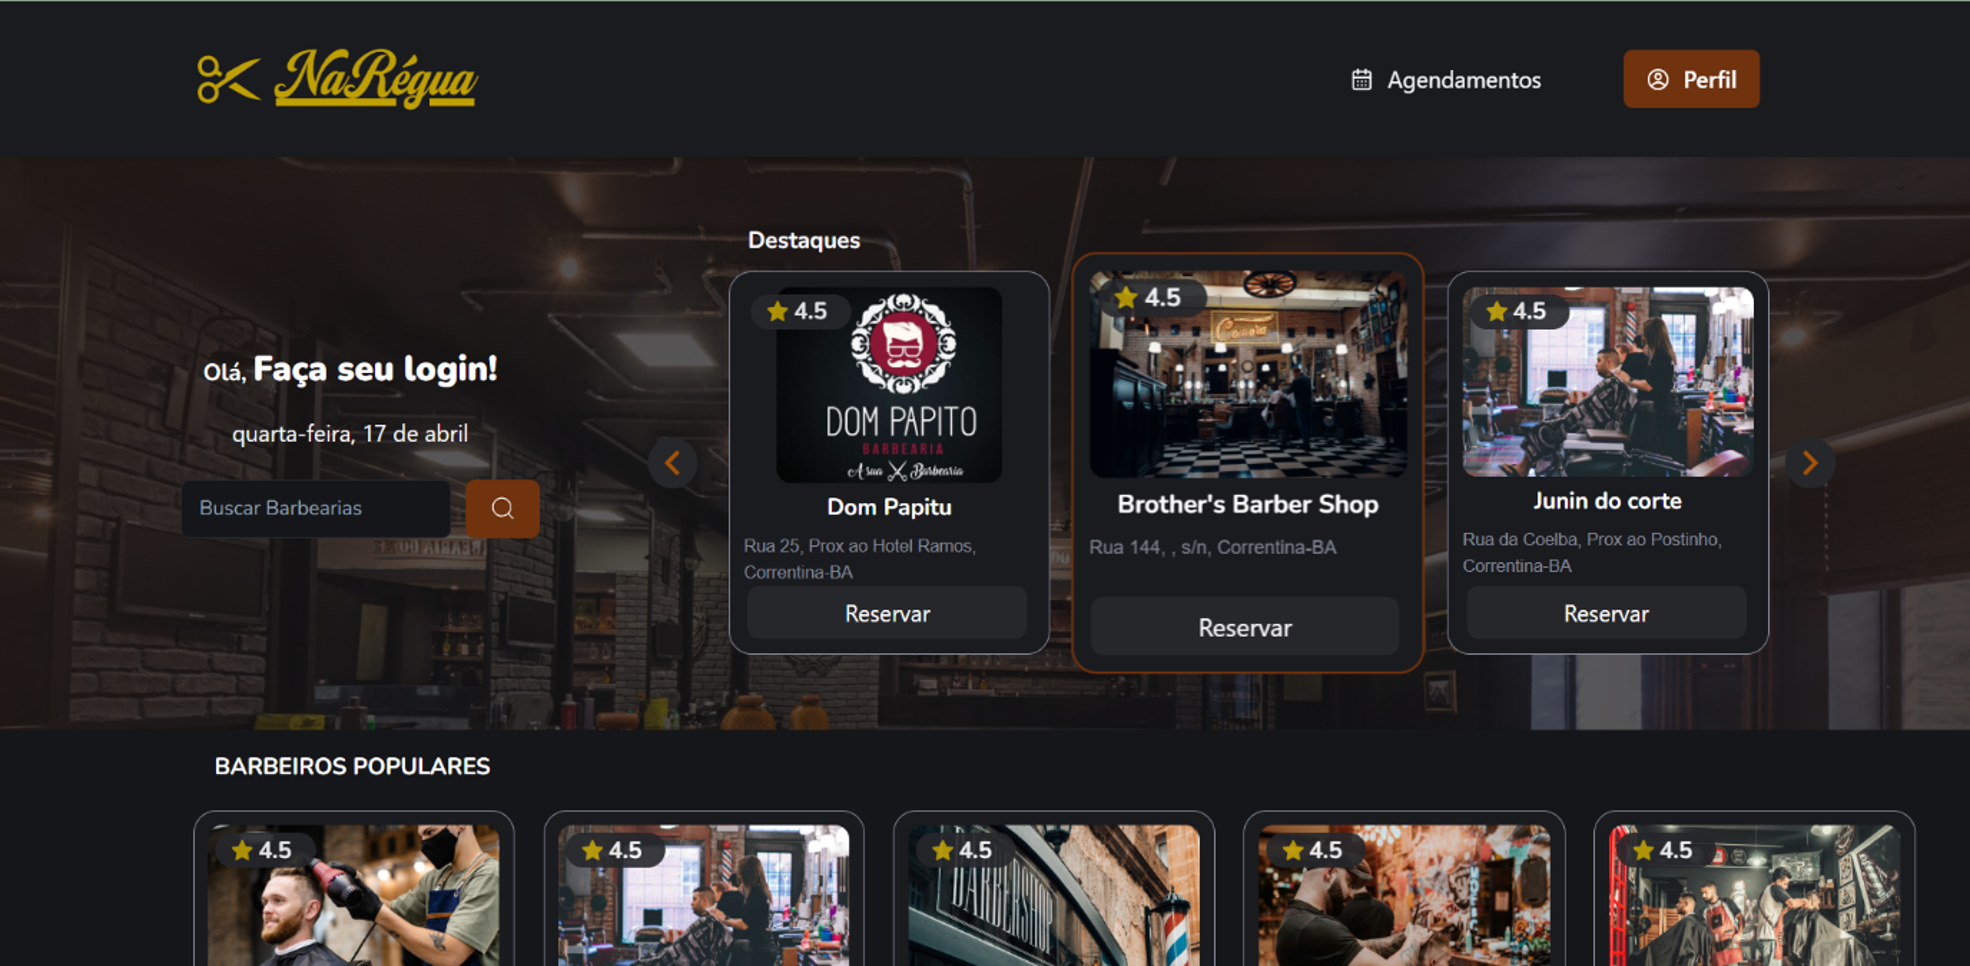 NaRégua
Agendamentos
Perfil
Destaques
Olá, Faça seu login!
quarta-feira, 17 de abril
Buscar Barbearias
4.5
DOM PAPITO
BARBEARIA
A sua Barbearia
Dom Papitu
Rua 25, Prox ao Hotel Ramos,
Correntina-BA
Reservar
4.5
Brother's Barber Shop
Rua 144, , s/n, Correntina-BA
Reservar
4.5
Junin do corte
Rua da Coelba, Prox ao Postinho,
Correntina-BA
Reservar
BARBEIROS POPULARES
4.5
4.5
4.5
BARBERSHOP
4.5
4.5